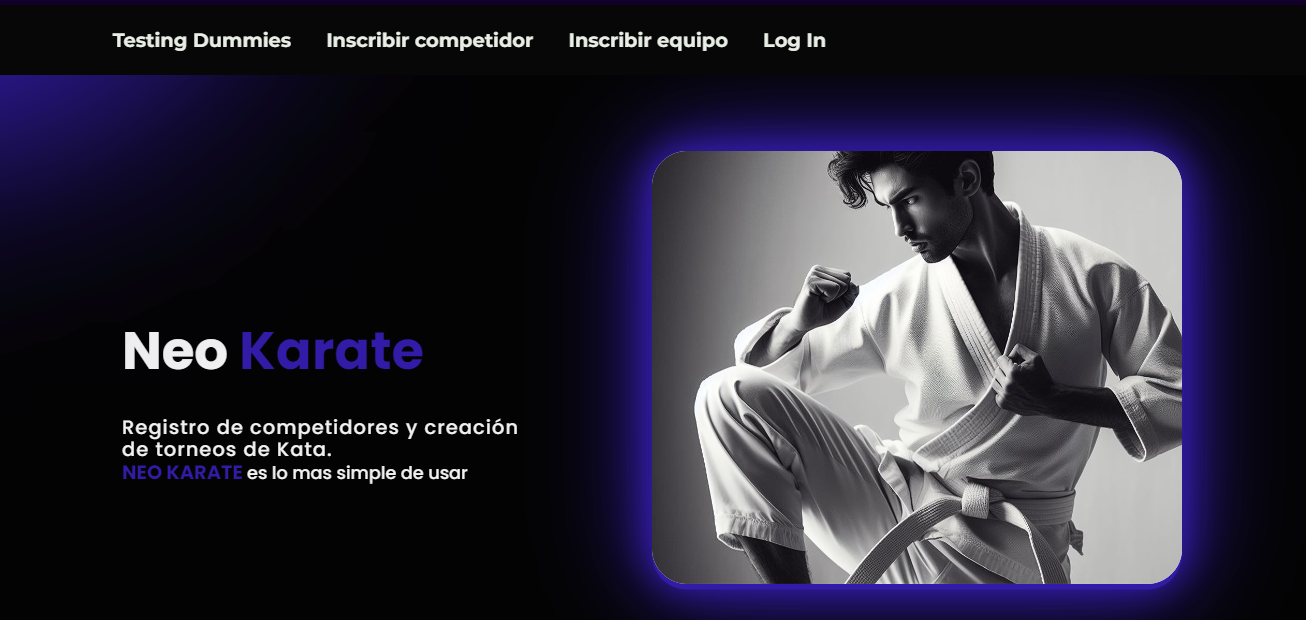 Testing Dummies Inscribir competidor Inscribir equipo Log In
Neo Karate
Registro de competidores y creación
de torneos de Kata.
NEO KARATE es lo mas simple de usar